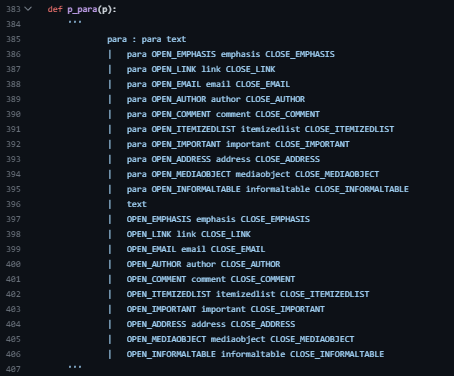 383 def p_para(p):
384 '''
385 para : para text
386 | para OPEN_EMPHASIS emphasis CLOSE_EMPHASIS
387 | para OPEN_LINK link CLOSE_LINK
388 | para OPEN_EMAIL email CLOSE_EMAIL
389 | para OPEN_AUTHOR author CLOSE_AUTHOR
390 | para OPEN_COMMENT comment CLOSE_COMMENT
391 | para OPEN_ITEMIZEDLIST itemizedlist CLOSE_ITEMIZEDLIST
392 | para OPEN_IMPORTANT important CLOSE_IMPORTANT
393 | para OPEN_ADDRESS address CLOSE_ADDRESS
394 | para OPEN_MEDIAOBJECT mediaobject CLOSE_MEDIAOBJECT
395 | para OPEN_INFORMALTABLE informaltable CLOSE_INFORMALTABLE
396 | text
397 | OPEN_EMPHASIS emphasis CLOSE_EMPHASIS
398 | OPEN_LINK link CLOSE_LINK
399 | OPEN_EMAIL email CLOSE_EMAIL
400 | OPEN_AUTHOR author CLOSE_AUTHOR
401 | OPEN_COMMENT comment CLOSE_COMMENT
402 | OPEN_ITEMIZEDLIST itemizedlist CLOSE_ITEMIZEDLIST
403 | OPEN_IMPORTANT important CLOSE_IMPORTANT
404 | OPEN_ADDRESS address CLOSE_ADDRESS
405 | OPEN_MEDIAOBJECT mediaobject CLOSE_MEDIAOBJECT
406 | OPEN_INFORMALTABLE informaltable CLOSE_INFORMALTABLE
407 '''